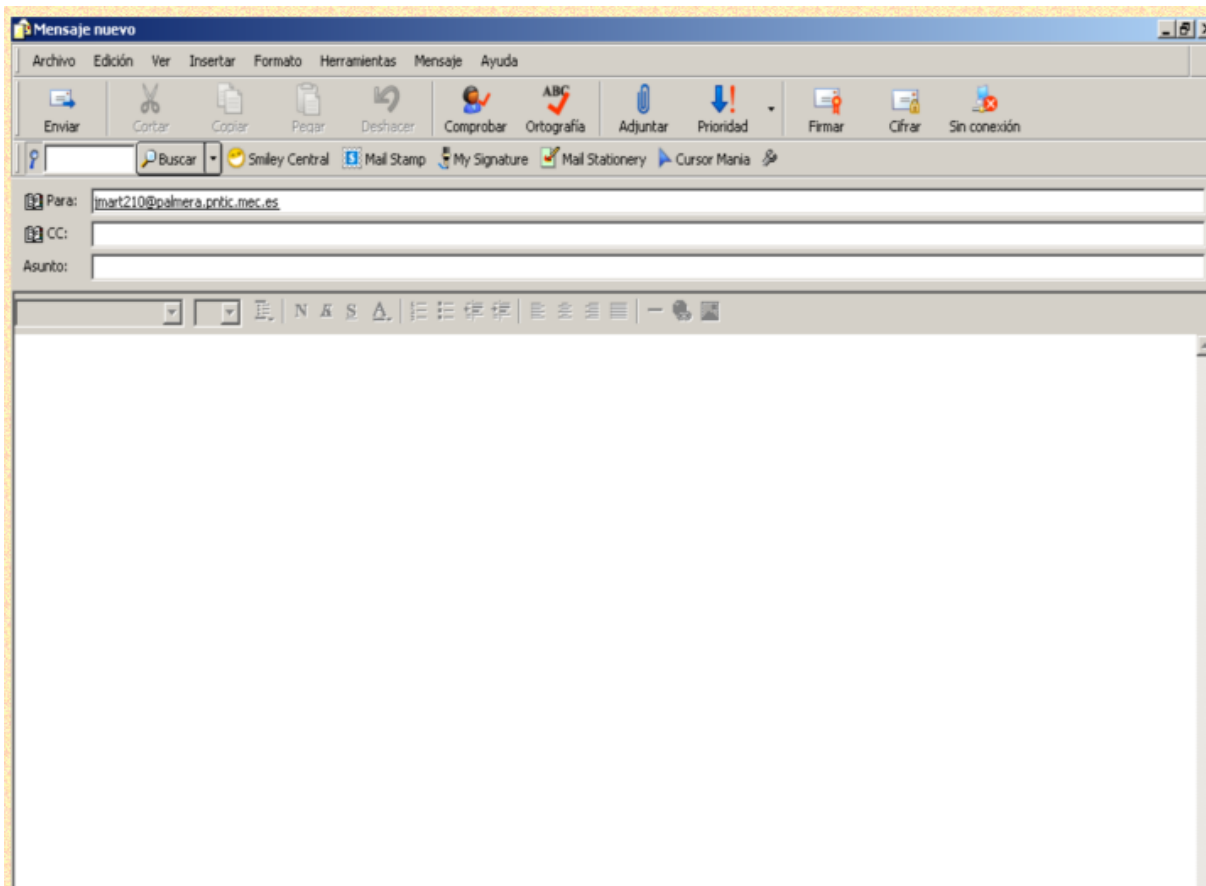 Mensaje nuevo
Archivo Edición Ver Insertar Formato Herramientas Mensaje Ayuda
ABC
Enviar Cortar Copiar Pegar Deshacer Comprobar Ortografía Adjuntar Prioridad Firmar Cifrar Sin conexión
Buscar Smiley Central Mail Stamp My Signature Mail Stationery Cursor Mania
Para: jmart210@palmera.pntic.mec.es
CC:
Asunto:
N K S A